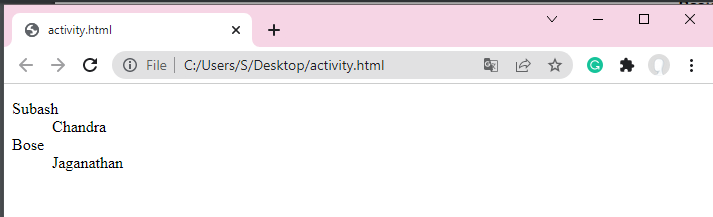 activity.html
File C:/Users/S/Desktop/activity.html
Subash
Chandra
Bose
Jaganathan